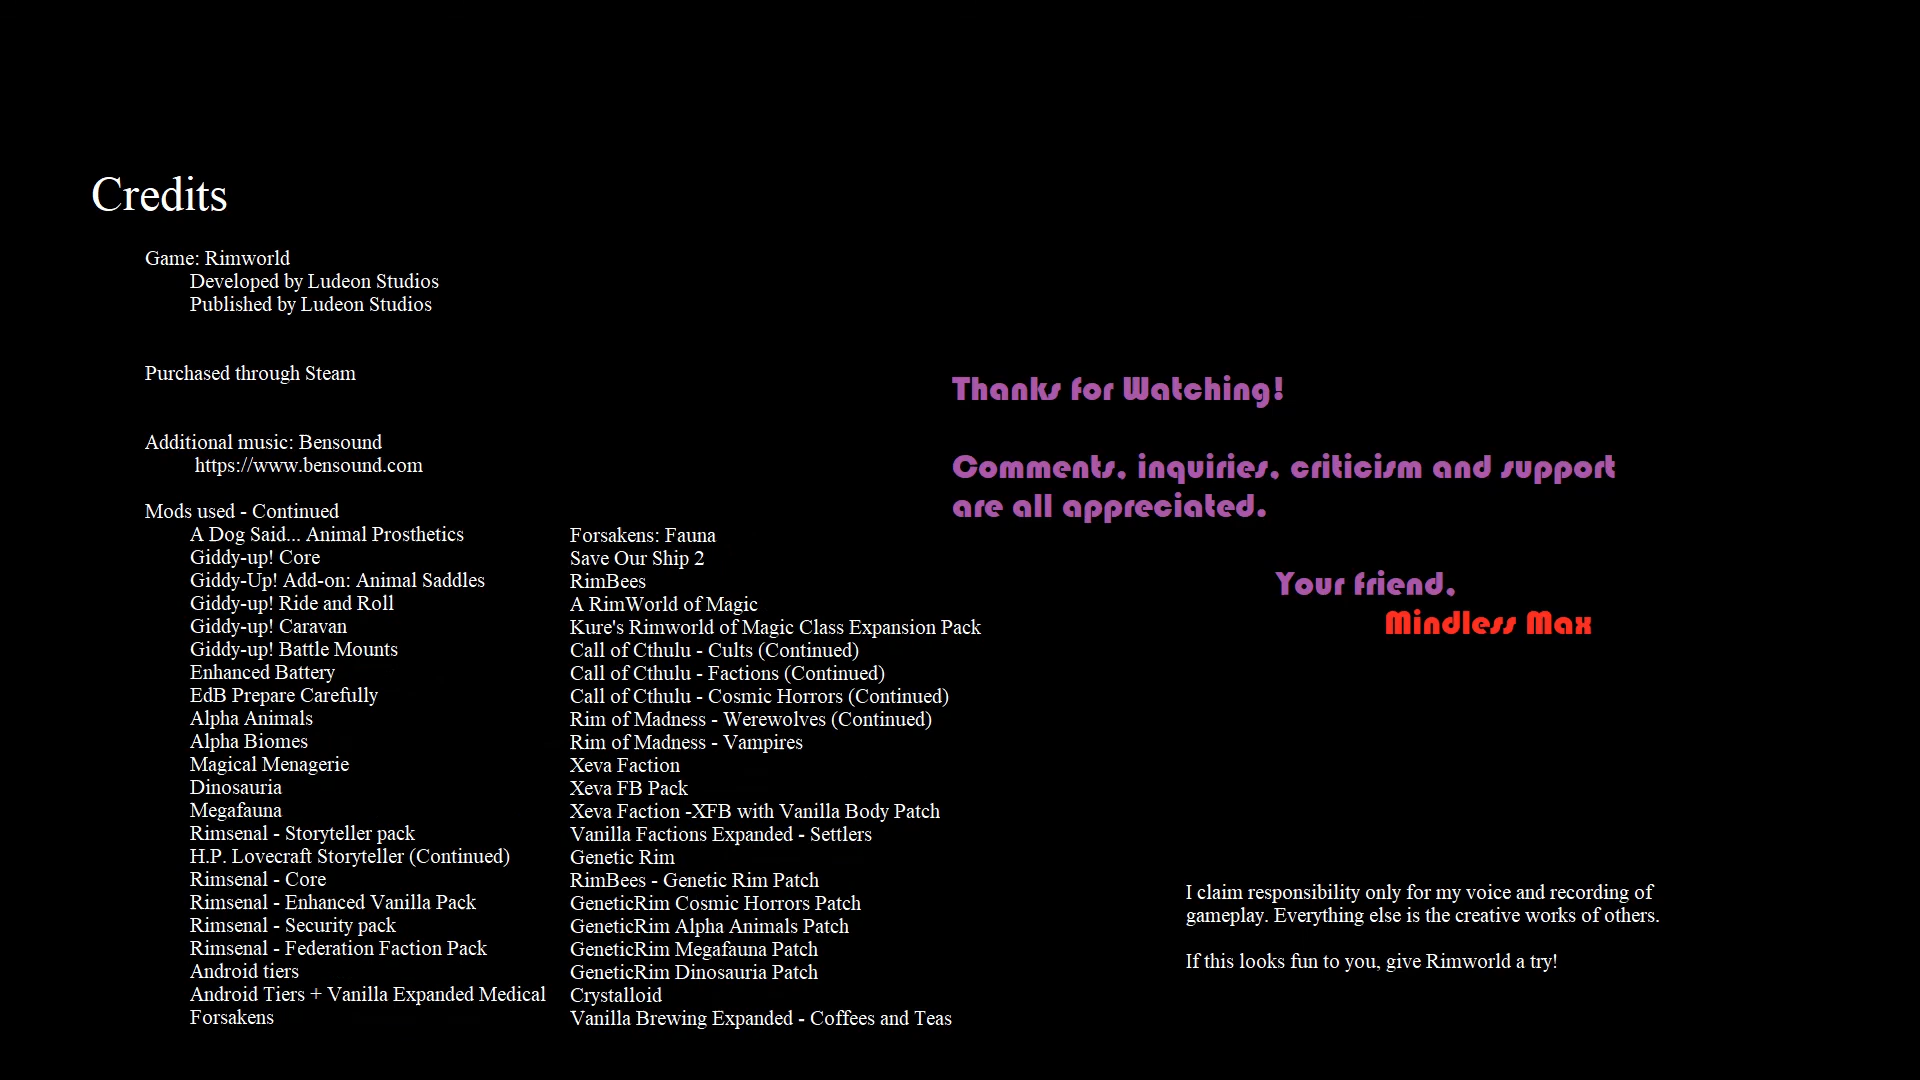 Credits
Game: Rimworld
Developed by Ludeon Studios
Published by Ludeon Studios
Purchased through Steam
Additional music: Bensound
https://www.bensound.com
Mods used - Continued
A Dog Said... Animal Prosthetics
Giddy-up! Core
Giddy-Up! Add-on: Animal Saddles
Giddy-up! Ride and Roll
Giddy-up! Caravan
Giddy-up! Battle Mounts
Enhanced Battery
EdB Prepare Carefully
Alpha Animals
Alpha Biomes
Magical Menagerie
Dinosauria
Megafauna
Rimsenal - Storyteller pack
H.P. Lovecraft Storyteller (Continued)
Rimsenal - Core
Rimsenal - Enhanced Vanilla Pack
Rimsenal - Security pack
Rimsenal - Federation Faction Pack
Android tiers
Android Tiers + Vanilla Expanded Medical
Forsakens
Forsakens: Fauna
Save Our Ship 2
RimBees
A RimWorld of Magic
Kure's Rimworld of Magic Class Expansion Pack
Call of Cthulu - Cults (Continued)
Call of Cthulu - Factions (Continued)
Call of Cthulu - Cosmic Horrors (Continued)
Rim of Madness - Werewolves (Continued)
Rim of Madness - Vampires
Xeva Faction
Xeva FB Pack
Xeva Faction -XFB with Vanilla Body Patch
Vanilla Factions Expanded - Settlers
Genetic Rim
RimBees - Genetic Rim Patch
GeneticRim Cosmic Horrors Patch
GeneticRim Alpha Animals Patch
GeneticRim Megafauna Patch
GeneticRim Dinosauria Patch
Crystalloid
Vanilla Brewing Expanded - Coffees and Teas
Thanks for Watching!
Comments, inquiries, criticism and support
are all appreciated.
Your friend,
Mindless Max
I claim responsibility only for my voice and recording of
gameplay. Everything else is the creative works of others.
If this looks fun to you, give Rimworld a try!